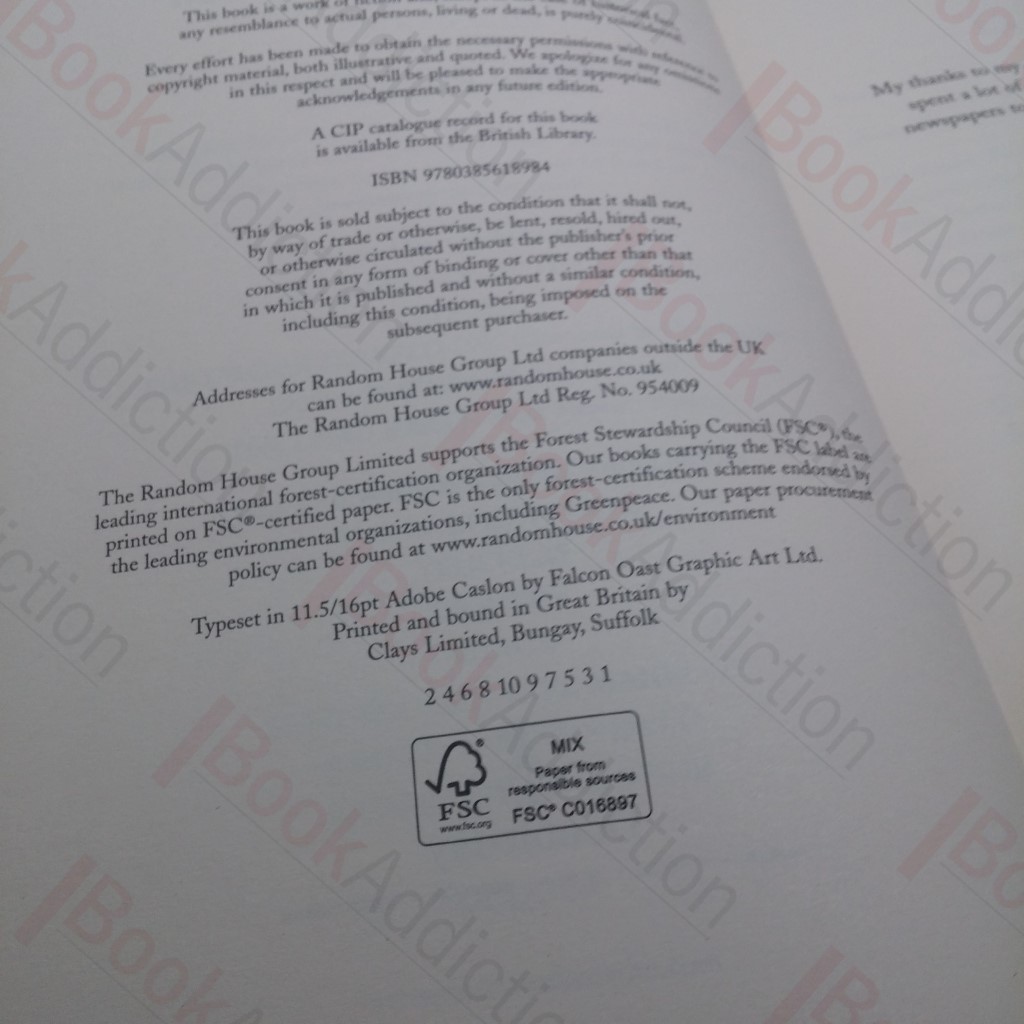 This book is a work of fiction
any resemblance to actual persons, living or dead, is purely coincidental.
Every effort has been made to obtain the necessary permissions with reference to
copyright material, both illustrative and quoted. We apologize for any omissions
in this respect and will be pleased to make the appropriate
acknowledgements in any future edition.
A CIP catalogue record for this book
is available from the British Library.
ISBN 9780385618984
This book is sold subject to the condition that it shall not,
by way of trade or otherwise, be lent, resold, hired out,
or otherwise circulated without the publisher's prior
consent in any form of binding or cover other than that
in which it is published and without a similar condition,
including this condition, being imposed on the
subsequent purchaser.
Addresses for Random House Group Ltd companies outside the UK
can be found at: www.randomhouse.co.uk
The Random House Group Ltd Reg. No. 954009
The Random House Group Limited supports the Forest Stewardship Council (FSC®), the
leading international forest-certification organization. Our books carrying the FSC label are
printed on FSC®-certified paper. FSC is the only forest-certification scheme endorsed by
the leading environmental organizations, including Greenpeace. Our paper procurement
policy can be found at www.randomhouse.co.uk/environment
Typeset in 11.5/16pt Adobe Caslon by Falcon Oast Graphic Art Ltd.
Printed and bound in Great Britain by
Clays Limited, Bungay, Suffolk
2 4 6 8 10 9 7 5 3 1
FSC
www.fsc.org
MIX
Paper from
responsible sources
FSC® C016897
My thanks to my
spent a lot of
newspapers
BookAddiction